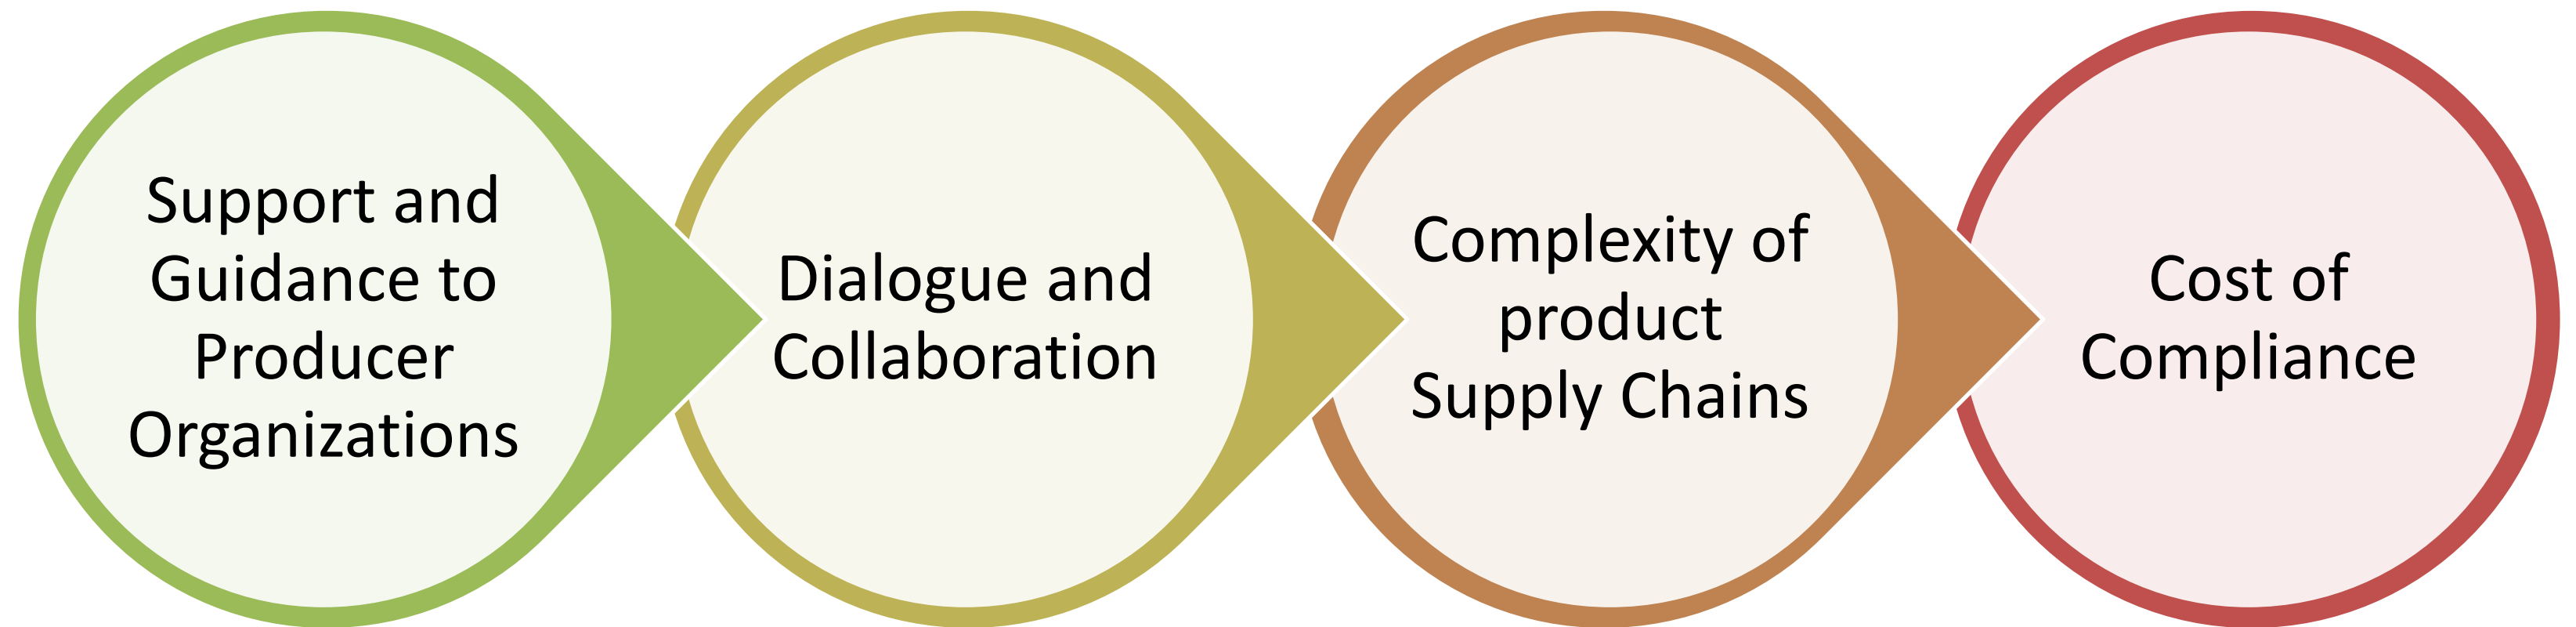 Support and
Guidance to
Producer
Organizations
Dialogue and
Collaboration
Complexity of
product
Supply Chains
Cost of
Compliance